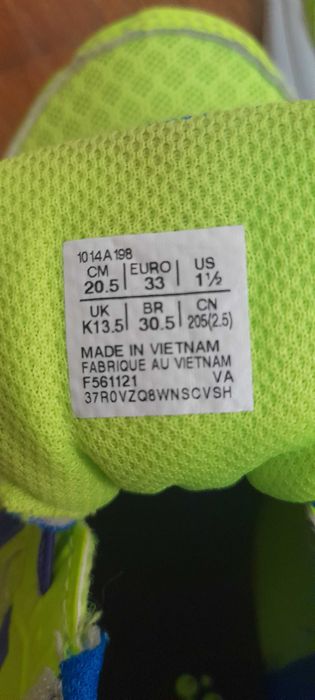 1014A198
CM EURO US
20.5 33 1½
UK BR CN
K13.5 30.5 205(2.5)
MADE IN VIETNAM
FABRIQUE AU VIETNAM
F561121 VA
37R0VZQ8WNSCVSH